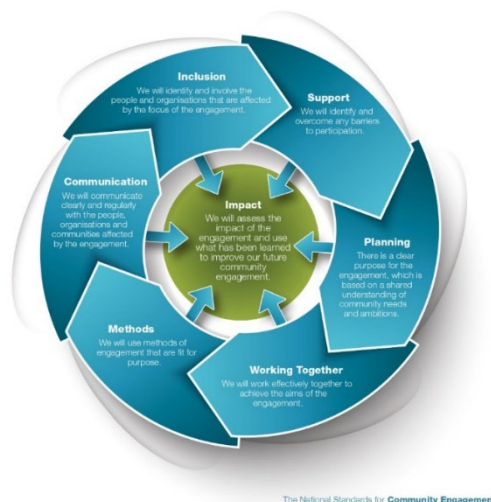 Inclusion
We will identify and involve the
people and organisations that are affected
by the focus of the engagement.
Support
We will identify and
overcome any barriers
to participation.
Planning
There is a clear
purpose for the
engagement, which is
based on a shared
understanding of
community needs
and ambitions.
Working Together
We will work effectively together to
achieve the aims of the
engagement.
Methods
We will use methods of
engagement that are fit for
purpose.
Communication
We will communicate
clearly and regularly
with the people,
organisations and
communities affected
by the engagement.
Impact
We will assess the
impact of the
engagement and use
what has been learned
to improve our future
community
engagement.
The National Standards for Community Engagemen